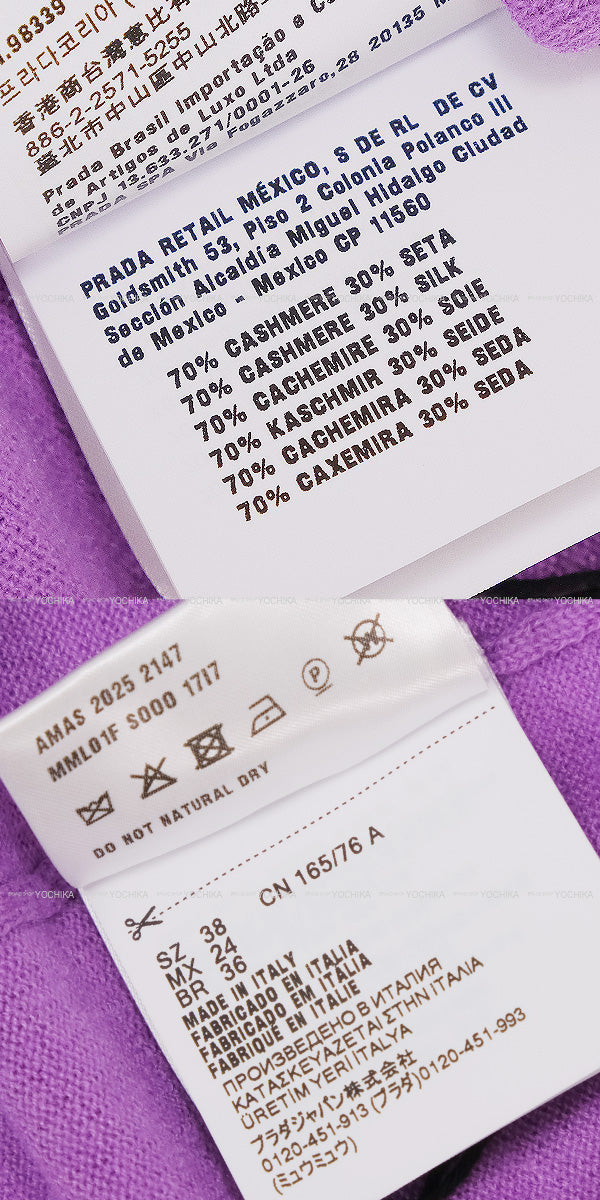 .98339
프라다코리아 (
香港商台灣意比有
886-2-2571-5255
臺北市中山區中山北路
Prada Brasil Importação e C
de Artigos de Luxo Ltda
CNPJ 13.633.271/0001-26
PRADA SPA Via Fogazzaro,28 20135 M
PRADA RETAIL MÉXICO, S DE RL DE CV
Goldsmith 53, Piso 2 Colonia Polanco III
Sección Alcaldía Miguel Hidalgo Ciudad
de Mexico - Mexico CP 11560
70% CASHMERE 30% SETA
70% CASHMERE 30% SILK
70% CACHEMIRE 30% SOIE
70% KASCHMIR 30% SEIDE
70% CACHEMIRA 30% SEDA
70% CAXEMIRA 30% SEDA
YOCHIKA
AMAS 2025 2147
MML01F S000 1717
P
W
DO NOT NATURAL DRY
CN 165/76 A
SZ 38
MX 24
BR 36
MADE IN ITALY
FABRICADO EN ITALIA
FABRICADO EM ITÁLIA
FABRIQUÉ EN ITALIE
ПРОИЗВЕДЕНО В ИТАЛИЯ
ΚΑΤΑΣΚΕΥΑΖΕΤΑΙ ΣΤΗΝ ΙΤΑΛΙΑ
ÜRETİM YERİ İTALYA
プラダジャパン株式会社
0120-451-913 (プラダ)0120-451-993
(ミュウミュウ)